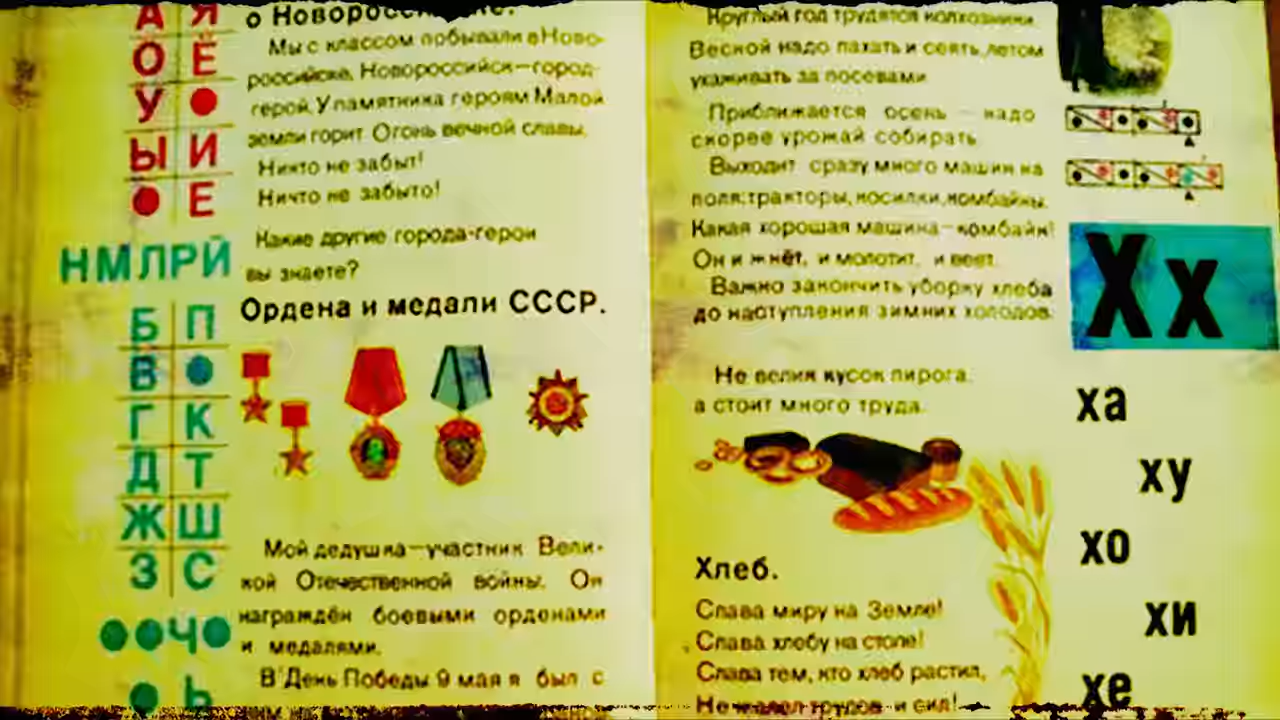 А Я
О Ё
У
Ы И
Е
НМЛРЙ
Б П
В
Г К
Д Т
Ж Ш
З С
Ч
Ь
о Новороссийске.
Мы с классом побывали в Ново-
российске. Новороссийск—город-
герой. У памятника героям Малой
земли горит Огонь вечной славы.
Никто не забыт!
Ничто не забыто!
Какие другие города-герои
вы знаете?
Ордена и медали СССР.
Мой дедушка—участник Вели-
кой Отечественной войны. Он
награждён боевыми орденами
и медалями.
В День Победы 9 мая я был с
Круглый год трудятся колхозники.
Весной надо пахать и сеять, летом
ухаживать за посевами.
Приближается осень — надо
скорее урожай собирать.
Выходит сразу много машин на
поля: тракторы, косилки, комбайны.
Какая хорошая машина—комбайн!
Он и жнёт, и молотит, и веет.
Важно закончить уборку хлеба
до наступления зимних холодов.
Не велик кусок пирога,
а стоит много труда.
Хлеб.
Слава миру на Земле!
Слава хлебу на столе!
Слава тем, кто хлеб растил,
Не жалел трудов и сил!
Хх
ха
ху
хо
хи
хе